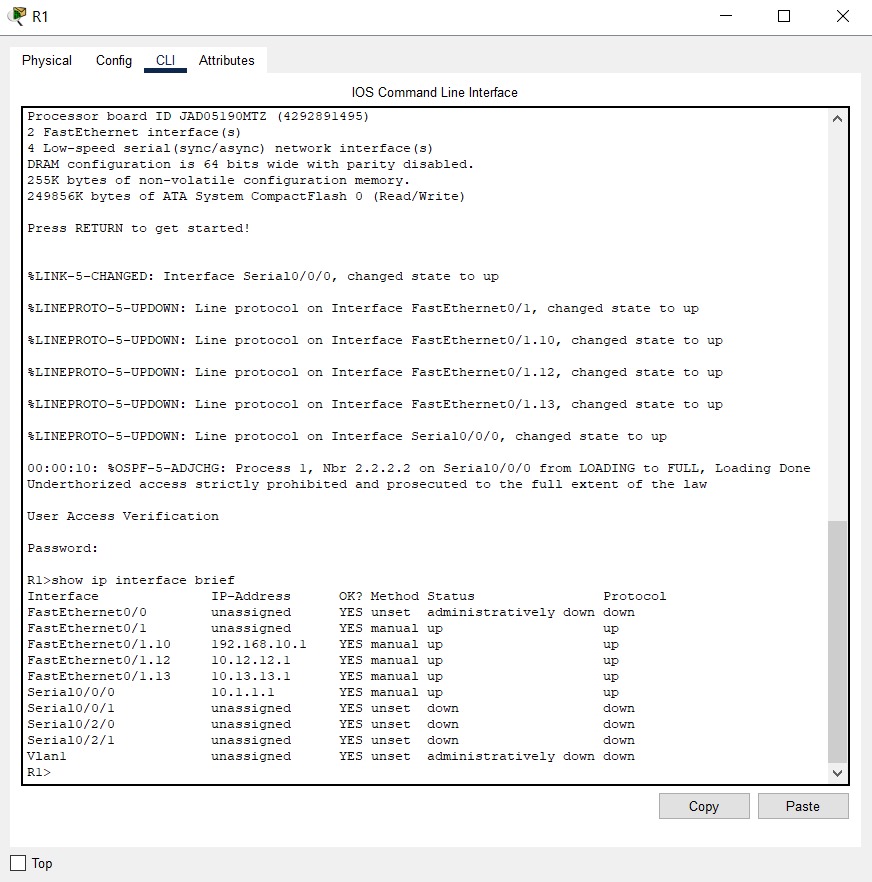 R1
Physical Config CLI Attributes
IOS Command Line Interface
Processor board ID JAD05190MTZ (4292891495)
2 FastEthernet interface(s)
4 Low-speed serial(sync/async) network interface(s)
DRAM configuration is 64 bits wide with parity disabled.
255K bytes of non-volatile configuration memory.
249856K bytes of ATA System CompactFlash 0 (Read/Write)
Press RETURN to get started!
%LINK-5-CHANGED: Interface Serial0/0/0, changed state to up
%LINEPROTO-5-UPDOWN: Line protocol on Interface FastEthernet0/1, changed state to up
%LINEPROTO-5-UPDOWN: Line protocol on Interface FastEthernet0/1.10, changed state to up
%LINEPROTO-5-UPDOWN: Line protocol on Interface FastEthernet0/1.12, changed state to up
%LINEPROTO-5-UPDOWN: Line protocol on Interface FastEthernet0/1.13, changed state to up
%LINEPROTO-5-UPDOWN: Line protocol on Interface Serial0/0/0, changed state to up
00:00:10: %OSPF-5-ADJCHG: Process 1, Nbr 2.2.2.2 on Serial0/0/0 from LOADING to FULL, Loading Done
Underthorized access strictly prohibited and prosecuted to the full extent of the law
User Access Verification
Password:
R1>show ip interface brief
Interface IP-Address OK? Method Status Protocol
FastEthernet0/0 unassigned YES unset administratively down down
FastEthernet0/1 unassigned YES manual up up
FastEthernet0/1.10 192.168.10.1 YES manual up up
FastEthernet0/1.12 10.12.12.1 YES manual up up
FastEthernet0/1.13 10.13.13.1 YES manual up up
Serial0/0/0 10.1.1.1 YES manual up up
Serial0/0/1 unassigned YES unset down down
Serial0/2/0 unassigned YES unset down down
Serial0/2/1 unassigned YES unset down down
Vlan1 unassigned YES unset administratively down down
R1>
Copy Paste
Top